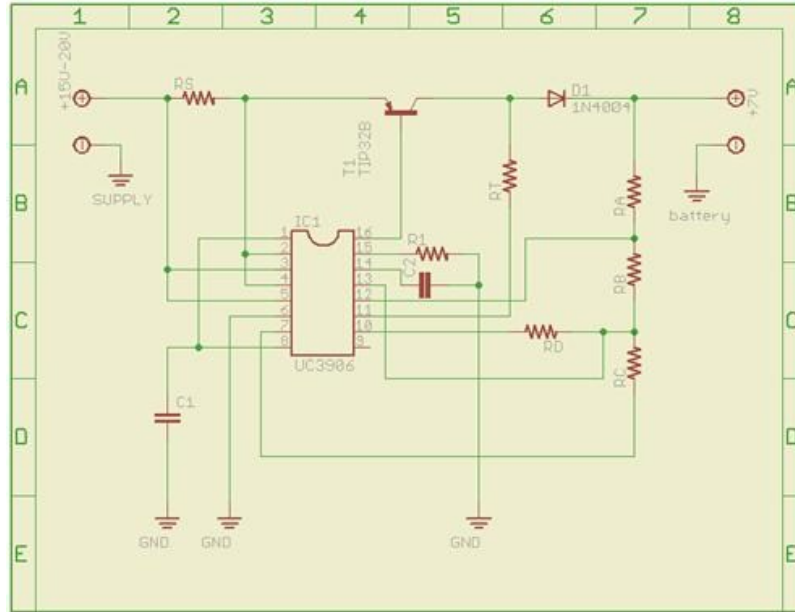 1 2 3 4 5 6 7 8
A
A
+15V-20V
RS
D1
1N4004
+7V
T1
TIP32B
RT
RA
B
B
SUPPLY
battery
IC1
1
2
3
4
5
6
7
8
16
15
14
13
12
11
10
9
R1
C2
RB
C
C
UC3906
RD
RC
C1
D
D
GND
GND
GND
E
E